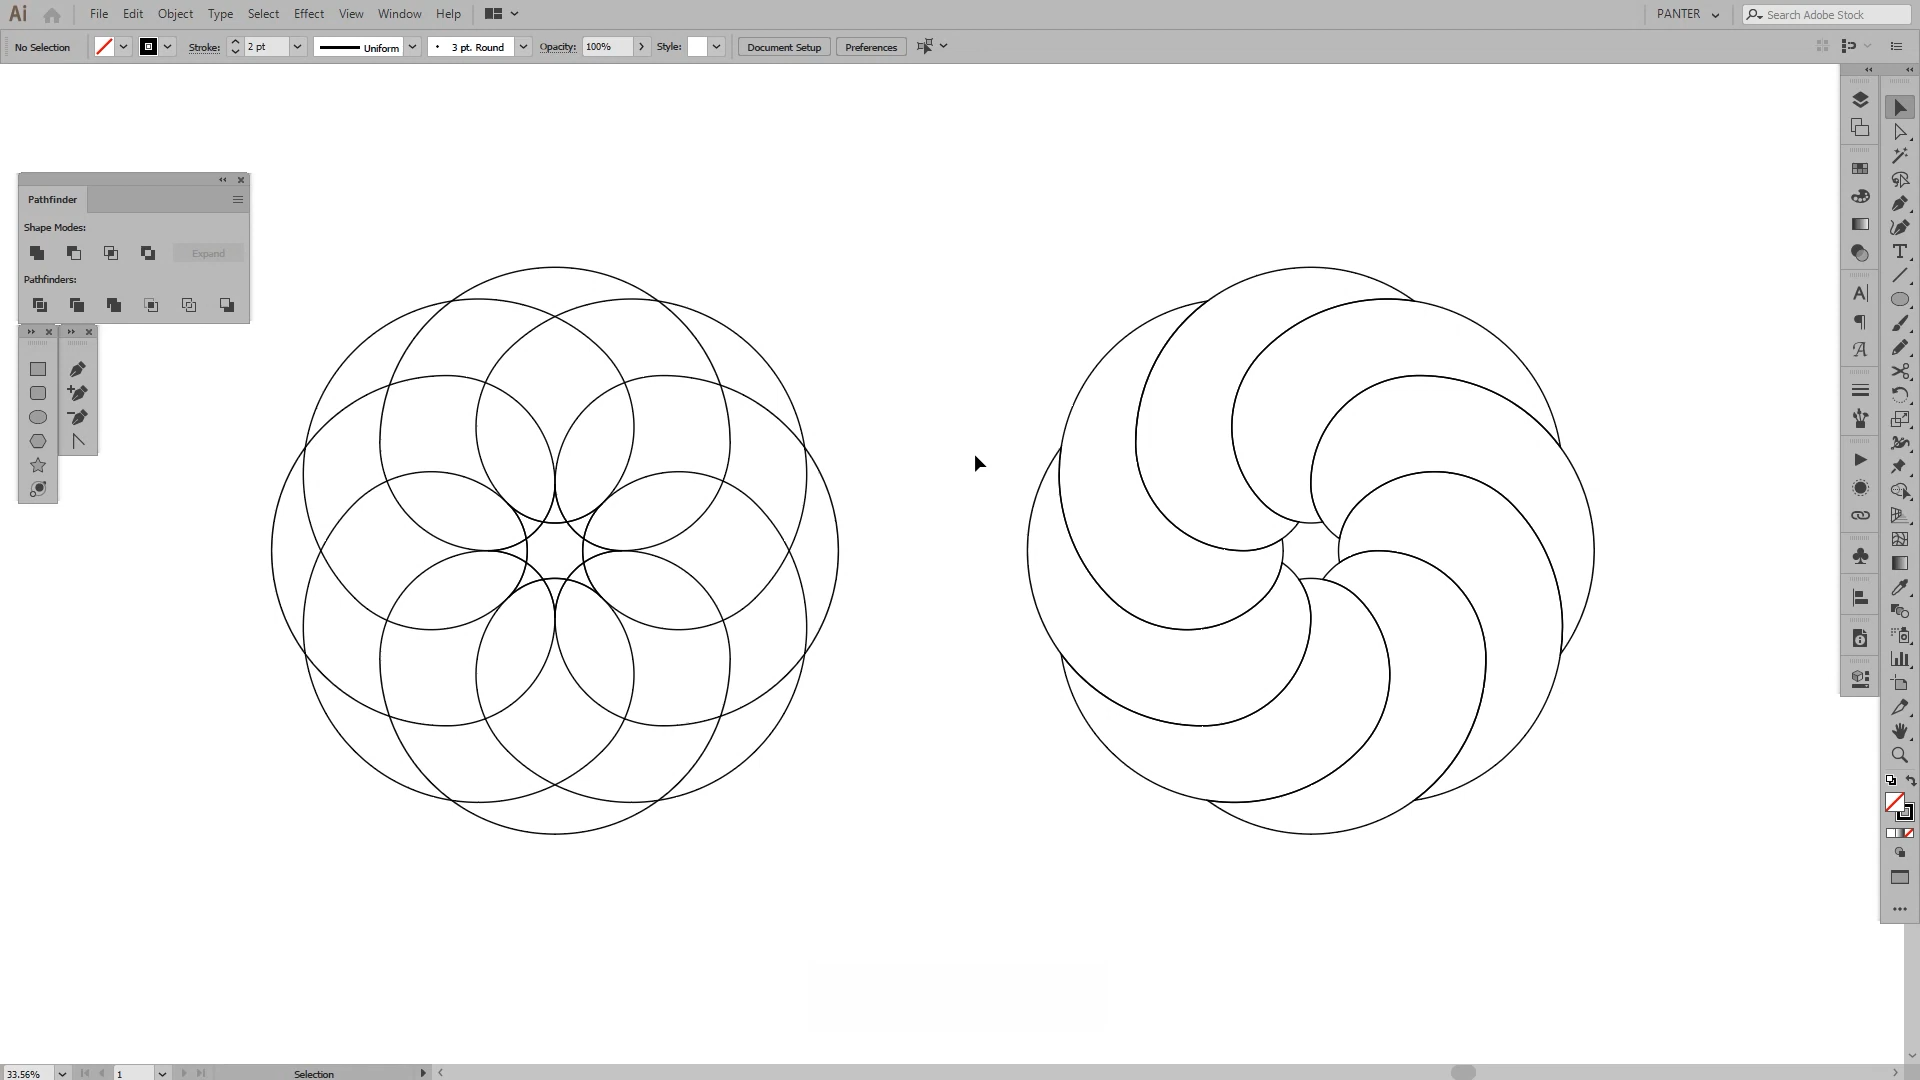 Ai File Edit Object Type Select Effect View Window Help PANTER Search Adobe Stock
No Selection Stroke: 2 pt Uniform 3 pt. Round Opacity: 100% Style: Document Setup Preferences
Pathfinder
Shape Modes:
Expand
Pathfinders:
33.56% 1 Selection